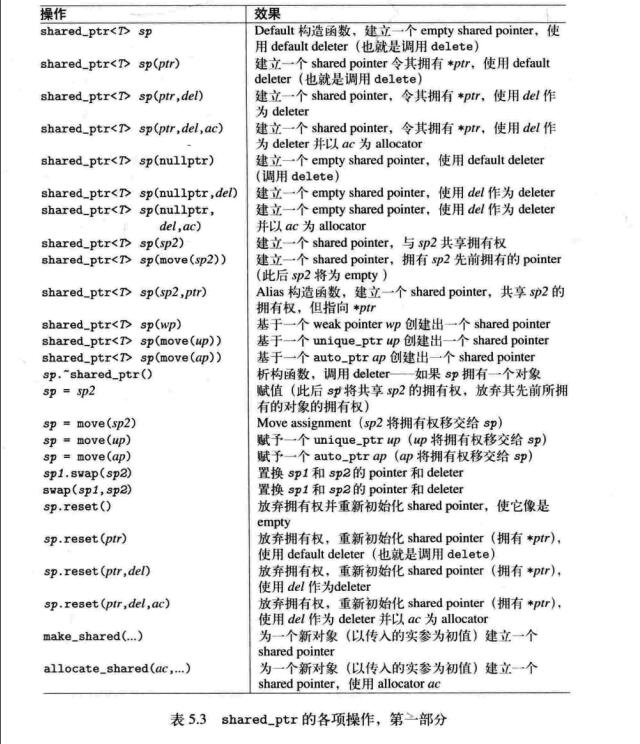 操作 效果
shared_ptr<T> sp Default 构造函数，建立一个 empty shared pointer，使
用 default deleter（也就是调用 delete）
shared_ptr<T> sp(ptr) 建立一个 shared pointer 令其拥有 *ptr，使用 default
deleter（也就是调用 delete）
shared_ptr<T> sp(ptr,del) 建立一个 shared pointer，令其拥有 *ptr，使用 del 作
为 deleter
shared_ptr<T> sp(ptr,del,ac) 建立一个 shared pointer，令其拥有 *ptr，使用 del 作
为 deleter 并以 ac 为 allocator
shared_ptr<T> sp(nullptr) 建立一个 empty shared pointer，使用 default deleter
（调用 delete）
shared_ptr<T> sp(nullptr,del) 建立一个 empty shared pointer，使用 del 作为 deleter
shared_ptr<T> sp(nullptr, 建立一个 empty shared pointer，使用 del 作为 deleter
del,ac) 并以 ac 为 allocator
shared_ptr<T> sp(sp2) 建立一个 shared pointer，与 sp2 共享拥有权
shared_ptr<T> sp(move(sp2)) 建立一个 shared pointer，拥有 sp2 先前拥有的 pointer
（此后 sp2 将为 empty ）
shared_ptr<T> sp(sp2,ptr) Alias 构造函数，建立一个 shared pointer，共享 sp2 的
拥有权，但指向 *ptr
shared_ptr<T> sp(wp) 基于一个 weak pointer wp 创建出一个 shared pointer
shared_ptr<T> sp(move(up)) 基于一个 unique_ptr up 创建出一个 shared pointer
shared_ptr<T> sp(move(ap)) 基于一个 auto_ptr ap 创建出一个 shared pointer
sp.~shared_ptr() 析构函数，调用 deleter——如果 sp 拥有一个对象
sp = sp2 赋值（此后 sp 将共享 sp2 的拥有权，放弃其先前所拥
有的对象的拥有权）
sp = move(sp2) Move assignment（sp2 将拥有权移交给 sp）
sp = move(up) 赋予一个 unique_ptr up（up 将拥有权移交给 sp）
sp = move(ap) 赋予一个 auto_ptr ap（ap 将拥有权移交给 sp）
sp1.swap(sp2) 置换 sp1 和 sp2 的 pointer 和 deleter
swap(sp1,sp2) 置换 sp1 和 sp2 的 pointer 和 deleter
sp.reset() 放弃拥有权并重新初始化 shared pointer，使它像是
empty
sp.reset(ptr) 放弃拥有权，重新初始化 shared pointer（拥有 *ptr），
使用 default deleter（也就是调用 delete）
sp.reset(ptr,del) 放弃拥有权，重新初始化 shared pointer（拥有 *ptr），
使用 del 作为deleter
sp.reset(ptr,del,ac) 放弃拥有权，重新初始化 shared pointer（拥有 *ptr），
使用 del 作为 deleter 并以 ac 为 allocator
make_shared(...) 为一个新对象（以传入的实参为初值）建立一个
shared pointer
allocate_shared(ac,...) 为一个新对象（以传入的实参为初值）建立一个
shared pointer，使用 allocator ac
表 5.3 shared_ptr 的各项操作，第一部分